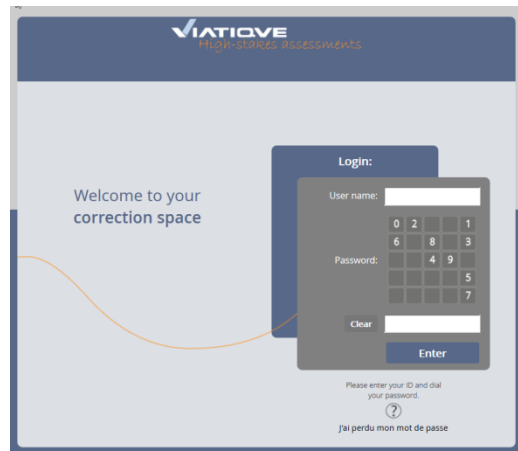 VIATIQUE
High-stakes assessments
Login:
Welcome to your
correction space
User name:
0 2 1
6 8 3
Password: 4 9
5
7
Clear
Enter
Please enter your ID and dial
your password.
?
J'ai perdu mon mot de passe